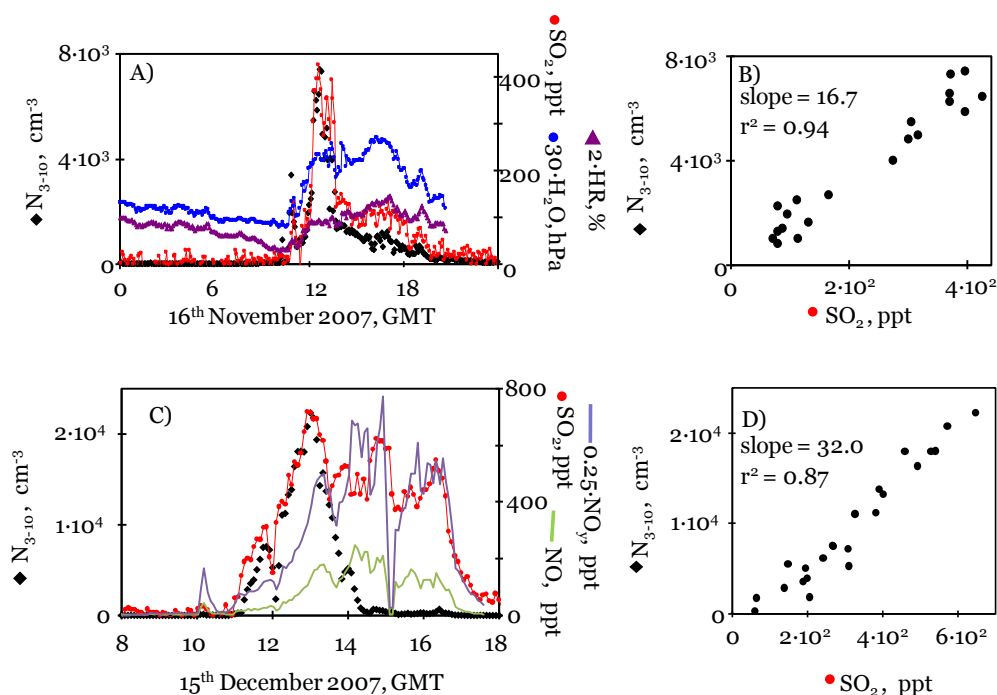 A)
8·10³
4·10³
0
◆ N₃₋₁₀, cm⁻³
400
200
0
● SO₂, ppt
● 30·H₂O, hPa
▲ 2·HR, %
0 6 12 18
16th November 2007, GMT
B)
slope = 16.7
r² = 0.94
8·10³
4·10³
0
◆ N₃₋₁₀, cm⁻³
0 2·10² 4·10²
● SO₂, ppt
C)
2·10⁴
1·10⁴
0
◆ N₃₋₁₀, cm⁻³
800
400
0
● SO₂, ppt
— NO, ppt
— 0.25·NOy, ppt
8 10 12 14 16 18
15th December 2007, GMT
D)
slope = 32.0
r² = 0.87
2·10⁴
1·10⁴
0
◆ N₃₋₁₀, cm⁻³
0 2·10² 4·10² 6·10²
● SO₂, ppt